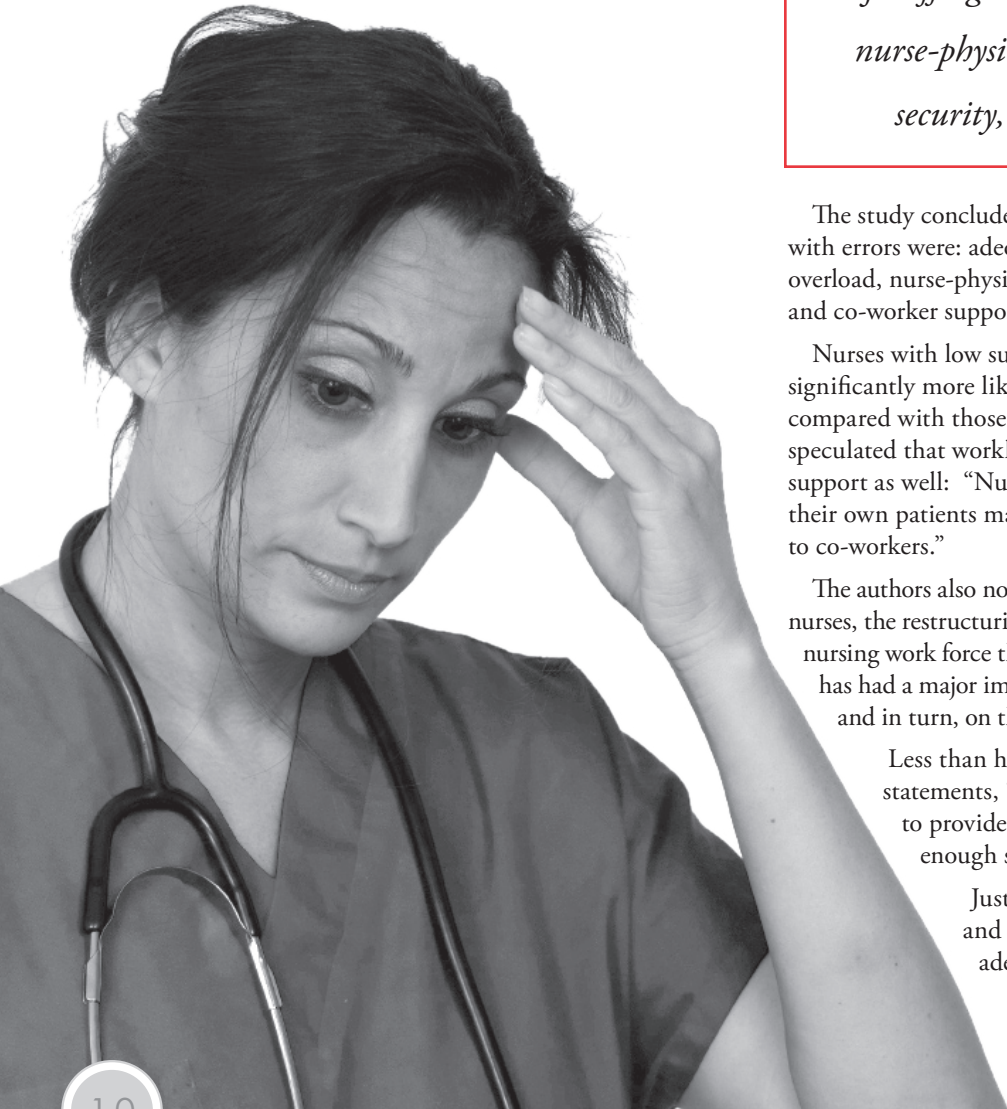 nurse-physi
security,
The study conclude
with errors were: adeq
overload, nurse-physi
and co-worker suppo
Nurses with low su
significantly more lik
compared with those
speculated that workl
support as well: “Nu
their own patients ma
to co-workers.”
The authors also no
nurses, the restructuri
nursing work force t
has had a major im
and in turn, on t
Less than h
statements,
to provide
enough s
Just
and
ade
10